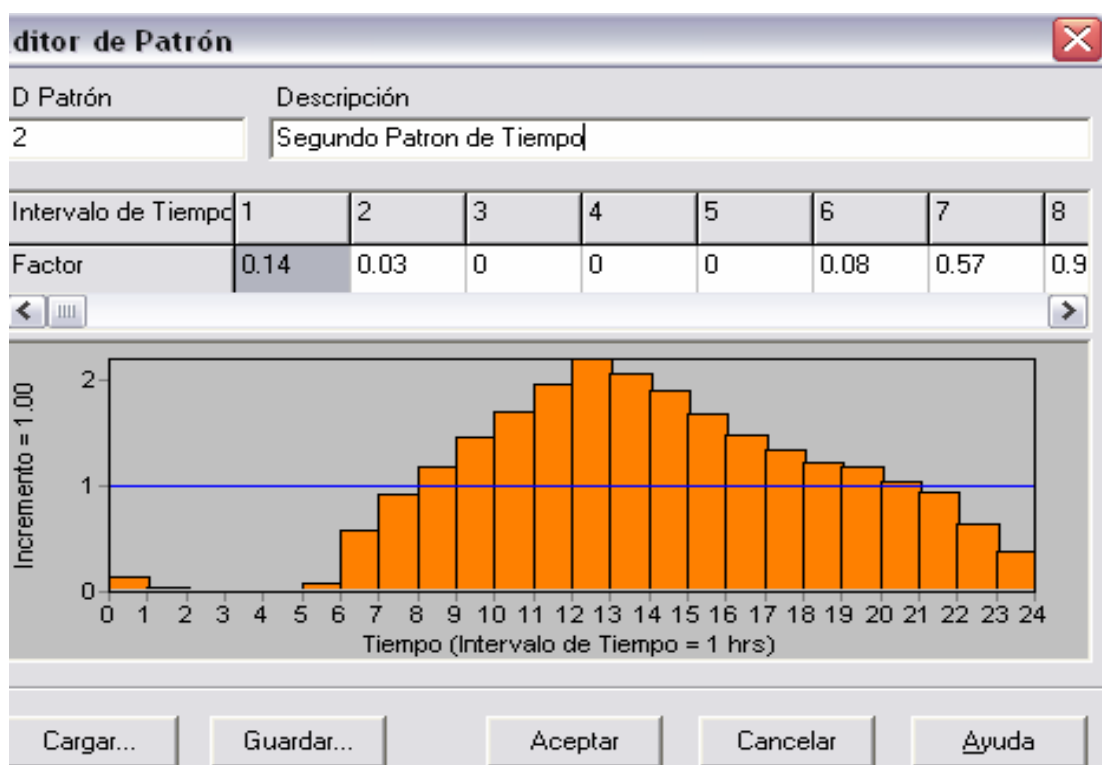 ditor de Patrón
D Patrón Descripción
2 Segundo Patron de Tiempo
Intervalo de Tiempo 1 2 3 4 5 6 7 8
Factor 0.14 0.03 0 0 0 0.08 0.57 0.9
Incremento = 1.00
2
1
0
0 1 2 3 4 5 6 7 8 9 10 11 12 13 14 15 16 17 18 19 20 21 22 23 24
Tiempo (Intervalo de Tiempo = 1 hrs)
Cargar... Guardar... Aceptar Cancelar Ayuda